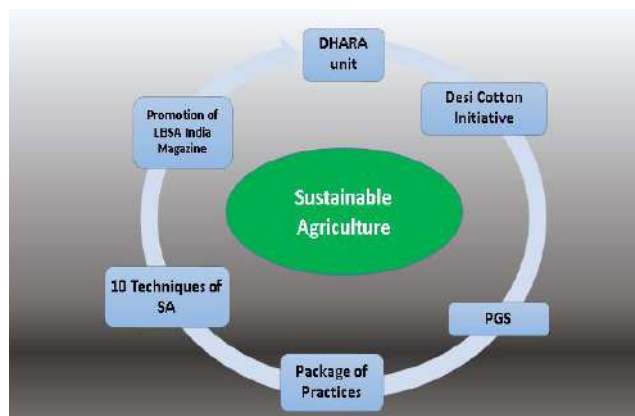 DHARA
unit
Desi Cotton
Initiative
PGS
Package of
Practices
10 Techniques of
SA
Promotion of
LEISA India
Magazine
Sustainable
Agriculture